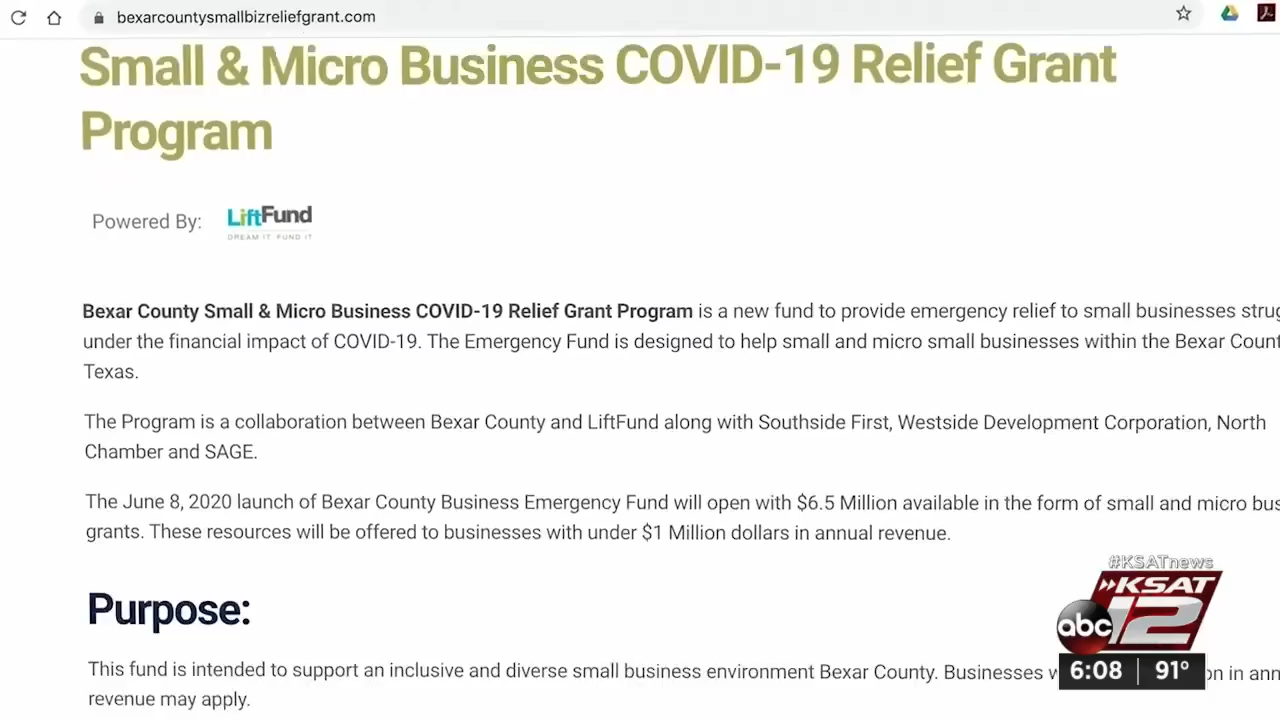 bexarcountysmallbizreliefgrant.com
Small & Micro Business COVID-19 Relief Grant
Program
Powered By: LiftFund
DREAM IT FUND IT
Bexar County Small & Micro Business COVID-19 Relief Grant Program is a new fund to provide emergency relief to small businesses
under the financial impact of COVID-19. The Emergency Fund is designed to help small and micro small businesses within the Bexar
Texas.
The Program is a collaboration between Bexar County and LiftFund along with Southside First, Westside Development Corporation, North
Chamber and SAGE.
The June 8, 2020 launch of Bexar County Business Emergency Fund will open with $6.5 Million available in the form of small and micro
grants. These resources will be offered to businesses with under $1 Million dollars in annual revenue.
#KSATnews
KSAT
abc 12
6:08 91°
Purpose:
This fund is intended to support an inclusive and diverse small business environment Bexar County. Businesses in
revenue may apply.